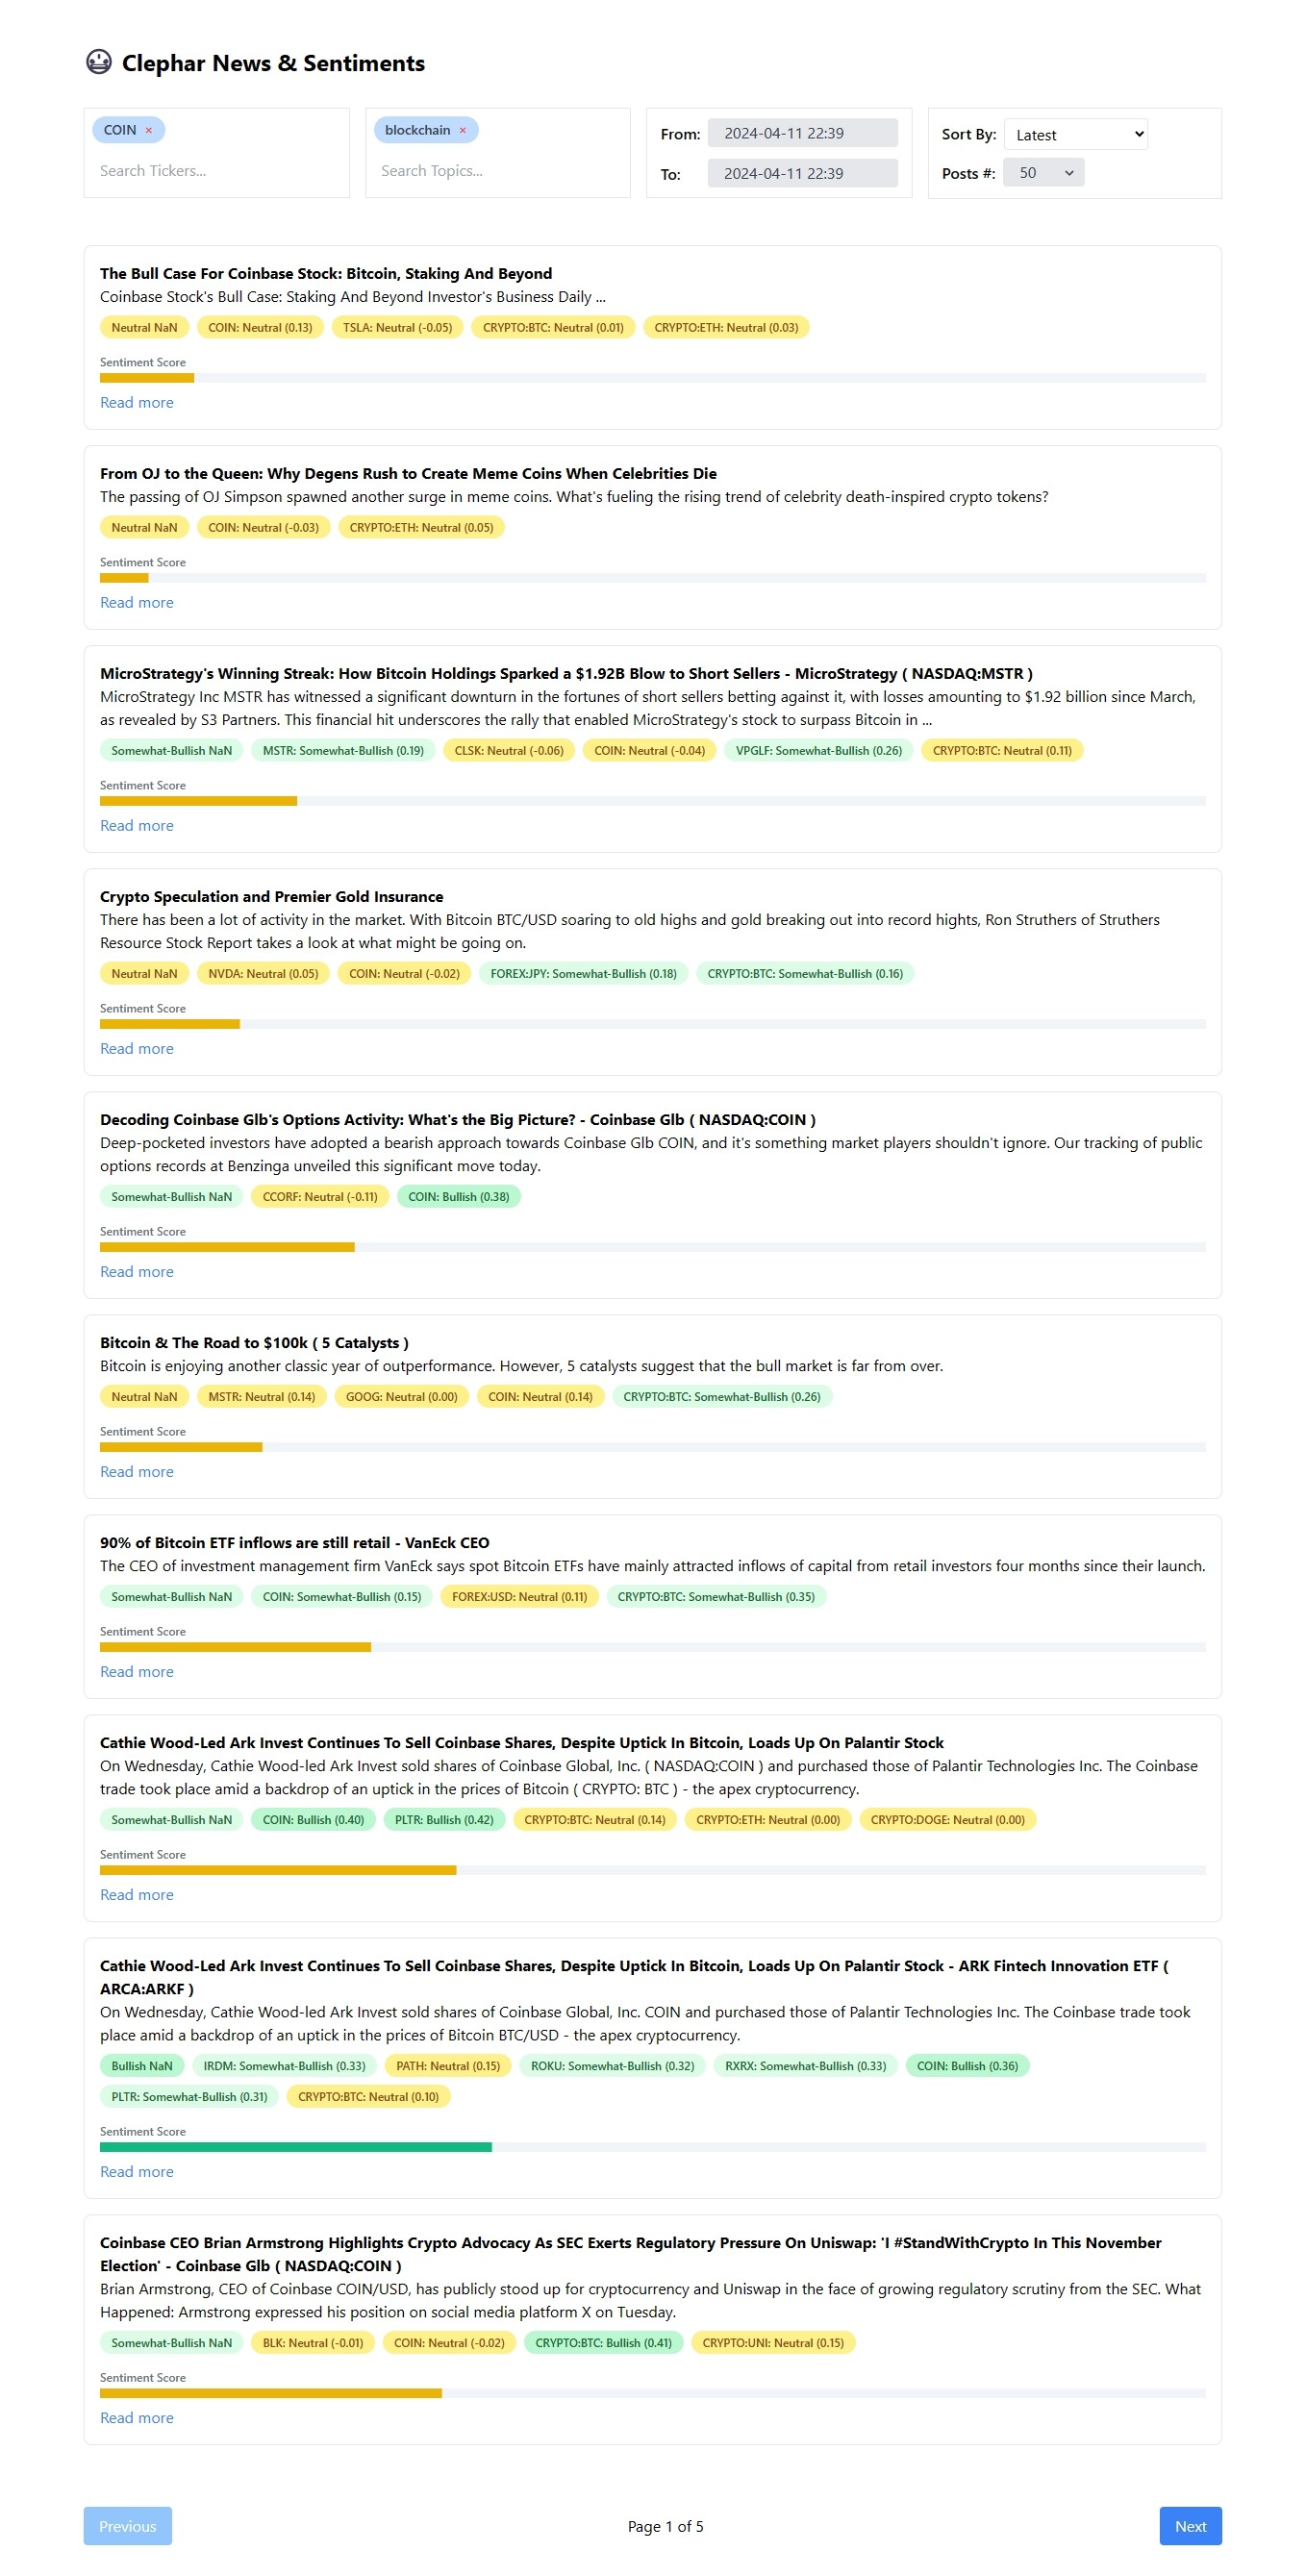 Clephar News & Sentiments
COIN ×
Search Tickers...
blockchain ×
Search Topics...
From: 2024-04-11 22:39
To: 2024-04-11 22:39
Sort By: Latest
Posts #: 50
The Bull Case For Coinbase Stock: Bitcoin, Staking And Beyond
Coinbase Stock's Bull Case: Staking And Beyond Investor's Business Daily ...
Neutral NaN COIN: Neutral (0.13) TSLA: Neutral (-0.05) CRYPTO:BTC: Neutral (0.01) CRYPTO:ETH: Neutral (0.03)
Sentiment Score
Read more
From OJ to the Queen: Why Degens Rush to Create Meme Coins When Celebrities Die
The passing of OJ Simpson spawned another surge in meme coins. What's fueling the rising trend of celebrity death-inspired crypto tokens?
Neutral NaN COIN: Neutral (-0.03) CRYPTO:ETH: Neutral (0.05)
Sentiment Score
Read more
MicroStrategy's Winning Streak: How Bitcoin Holdings Sparked a $1.92B Blow to Short Sellers - MicroStrategy ( NASDAQ:MSTR )
MicroStrategy Inc MSTR has witnessed a significant downturn in the fortunes of short sellers betting against it, with losses amounting to $1.92 billion since March,
as revealed by S3 Partners. This financial hit underscores the rally that enabled MicroStrategy's stock to surpass Bitcoin in ...
Somewhat-Bullish NaN MSTR: Somewhat-Bullish (0.19) CLSK: Neutral (-0.06) COIN: Neutral (-0.04) VPGLF: Somewhat-Bullish (0.26) CRYPTO:BTC: Neutral (0.11)
Sentiment Score
Read more
Crypto Speculation and Premier Gold Insurance
There has been a lot of activity in the market. With Bitcoin BTC/USD soaring to old highs and gold breaking out into record hights, Ron Struthers of Struthers
Resource Stock Report takes a look at what might be going on.
Neutral NaN NVDA: Neutral (0.05) COIN: Neutral (-0.02) FOREX:JPY: Somewhat-Bullish (0.18) CRYPTO:BTC: Somewhat-Bullish (0.16)
Sentiment Score
Read more
Decoding Coinbase Glb's Options Activity: What's the Big Picture? - Coinbase Glb ( NASDAQ:COIN )
Deep-pocketed investors have adopted a bearish approach towards Coinbase Glb COIN, and it's something market players shouldn't ignore. Our tracking of public
options records at Benzinga unveiled this significant move today.
Somewhat-Bullish NaN CCORF: Neutral (-0.11) COIN: Bullish (0.38)
Sentiment Score
Read more
Bitcoin & The Road to $100k ( 5 Catalysts )
Bitcoin is enjoying another classic year of outperformance. However, 5 catalysts suggest that the bull market is far from over.
Neutral NaN MSTR: Neutral (0.14) GOOG: Neutral (0.00) COIN: Neutral (0.14) CRYPTO:BTC: Somewhat-Bullish (0.26)
Sentiment Score
Read more
90% of Bitcoin ETF inflows are still retail - VanEck CEO
The CEO of investment management firm VanEck says spot Bitcoin ETFs have mainly attracted inflows of capital from retail investors four months since their launch.
Somewhat-Bullish NaN COIN: Somewhat-Bullish (0.15) FOREX:USD: Neutral (0.11) CRYPTO:BTC: Somewhat-Bullish (0.35)
Sentiment Score
Read more
Cathie Wood-Led Ark Invest Continues To Sell Coinbase Shares, Despite Uptick In Bitcoin, Loads Up On Palantir Stock
On Wednesday, Cathie Wood-led Ark Invest sold shares of Coinbase Global, Inc. ( NASDAQ:COIN ) and purchased those of Palantir Technologies Inc. The Coinbase
trade took place amid a backdrop of an uptick in the prices of Bitcoin ( CRYPTO: BTC ) - the apex cryptocurrency.
Somewhat-Bullish NaN COIN: Bullish (0.40) PLTR: Bullish (0.42) CRYPTO:BTC: Neutral (0.14) CRYPTO:ETH: Neutral (0.00) CRYPTO:DOGE: Neutral (0.00)
Sentiment Score
Read more
Cathie Wood-Led Ark Invest Continues To Sell Coinbase Shares, Despite Uptick In Bitcoin, Loads Up On Palantir Stock - ARK Fintech Innovation ETF (
ARCA:ARKF )
On Wednesday, Cathie Wood-led Ark Invest sold shares of Coinbase Global, Inc. COIN and purchased those of Palantir Technologies Inc. The Coinbase trade took
place amid a backdrop of an uptick in the prices of Bitcoin BTC/USD - the apex cryptocurrency.
Bullish NaN IRDM: Somewhat-Bullish (0.33) PATH: Neutral (0.15) ROKU: Somewhat-Bullish (0.32) RXRX: Somewhat-Bullish (0.33) COIN: Bullish (0.36)
PLTR: Somewhat-Bullish (0.31) CRYPTO:BTC: Neutral (0.10)
Sentiment Score
Read more
Coinbase CEO Brian Armstrong Highlights Crypto Advocacy As SEC Exerts Regulatory Pressure On Uniswap: 'I #StandWithCrypto In This November
Election' - Coinbase Glb ( NASDAQ:COIN )
Brian Armstrong, CEO of Coinbase COIN/USD, has publicly stood up for cryptocurrency and Uniswap in the face of growing regulatory scrutiny from the SEC. What
Happened: Armstrong expressed his position on social media platform X on Tuesday.
Somewhat-Bullish NaN BLK: Neutral (-0.01) COIN: Neutral (-0.02) CRYPTO:BTC: Bullish (0.41) CRYPTO:UNI: Neutral (0.15)
Sentiment Score
Read more
Previous
Page 1 of 5
Next